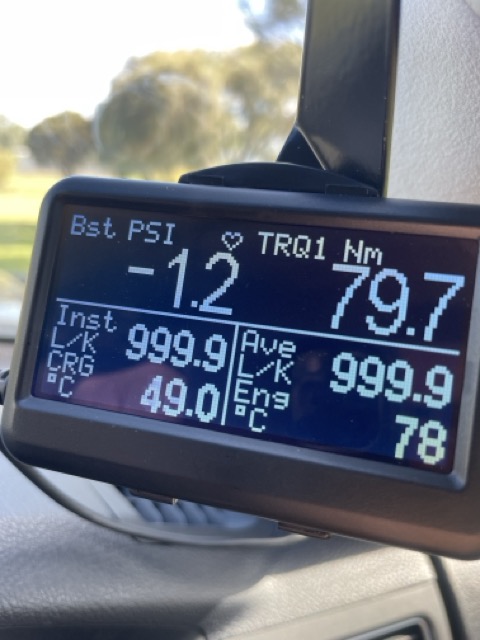 Bst PSI ♡ TRQ1 Nm
-1.2 79.7
Inst L/K 999.9
Ave L/K 999.9
CRG °C 49.0
Eng °C 78